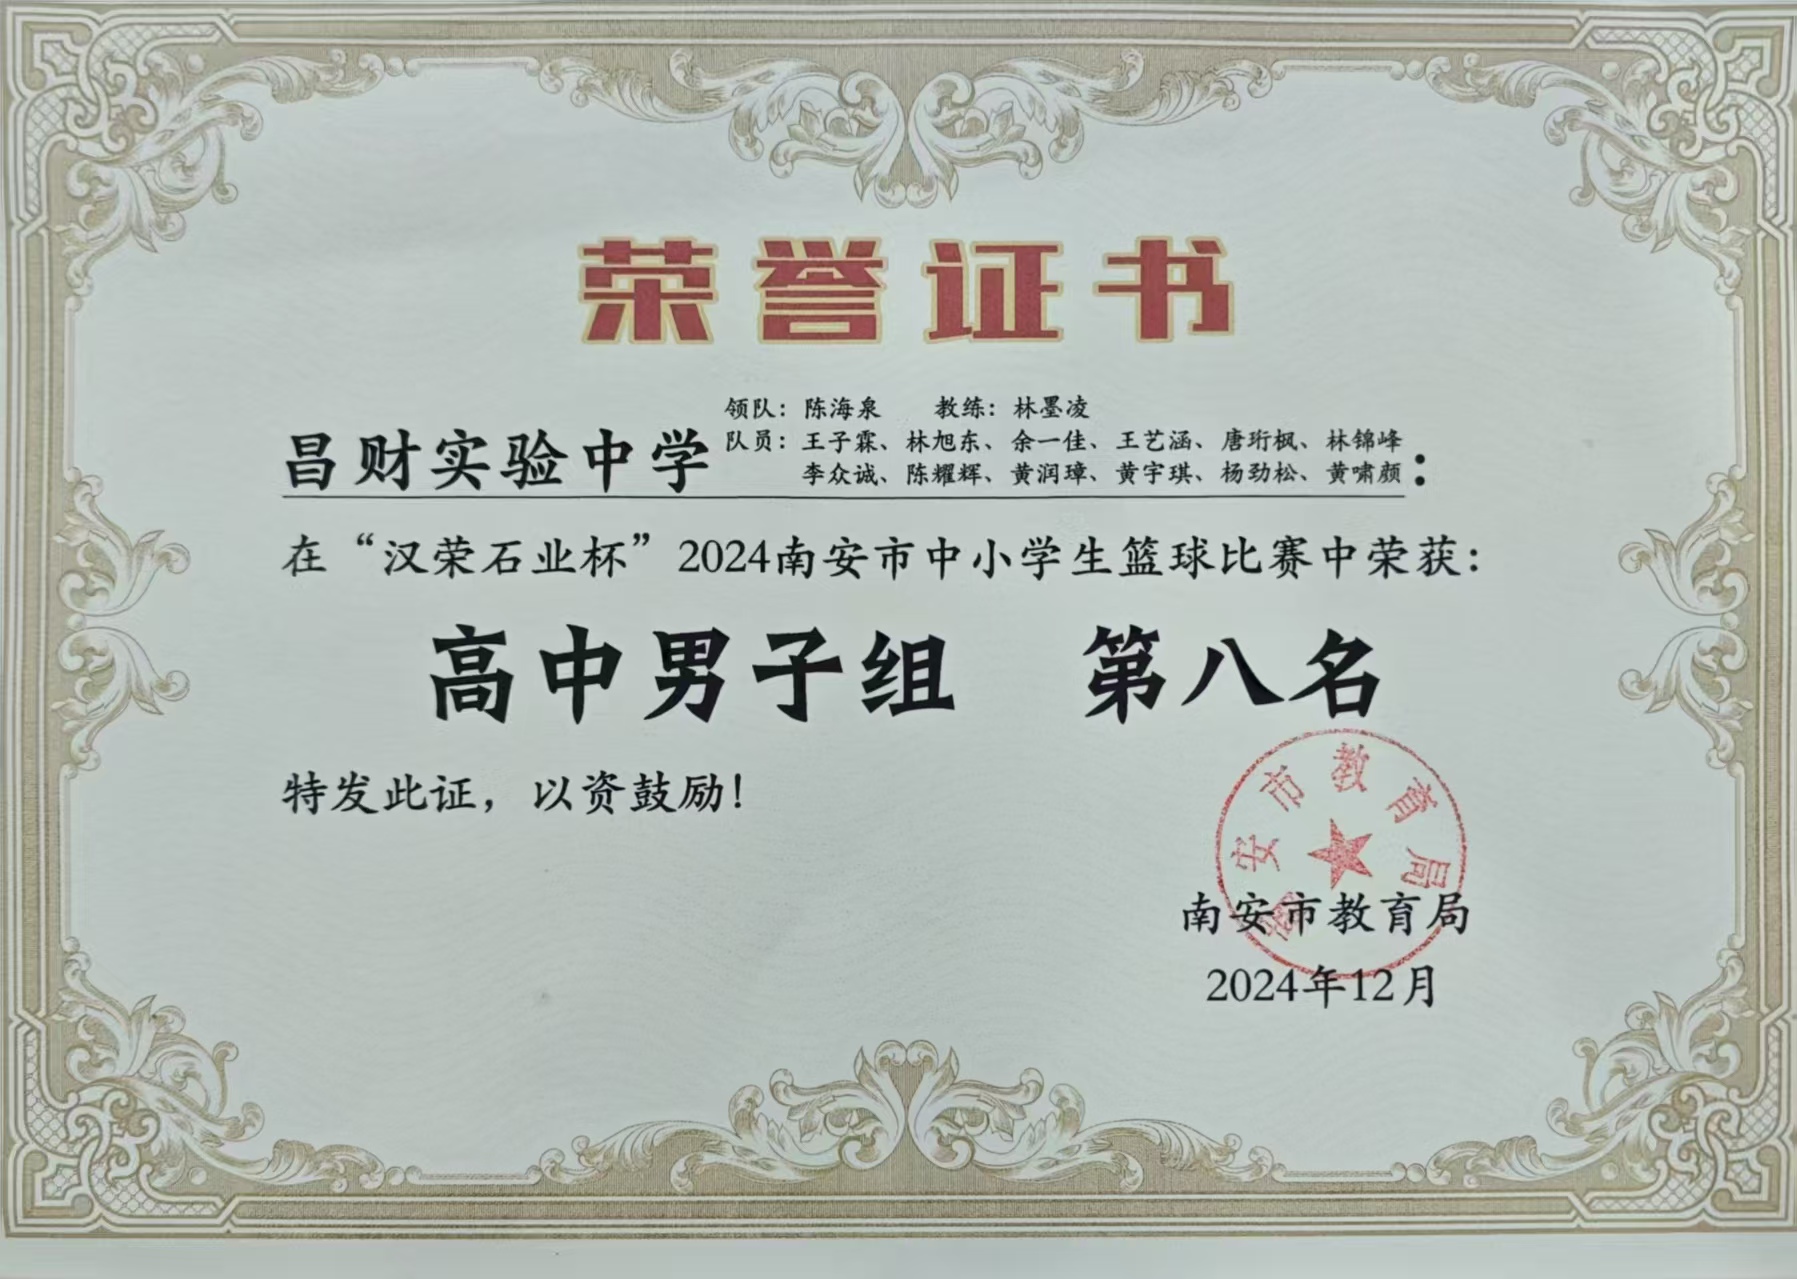 荣誉证书
领队：陈海泉 教练：林墨凌
昌财实验中学 队员：王子霖、林旭东、余一佳、王艺涵、唐珩枫、林锦峰
李众诚、陈耀辉、黄润璋、黄宇琪、杨劲松、黄啸颜：
在“汉荣石业杯”2024南安市中小学生篮球比赛中荣获：
高中男子组 第八名
特发此证，以资鼓励！
南安市教育局
南安市教育局
2024年12月